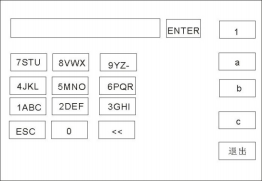 ENTER 1
7STU 8VWX 9YZ- a
4JKL 5MNO 6PQR b
1ABC 2DEF 3GHI
ESC 0 << c
退出